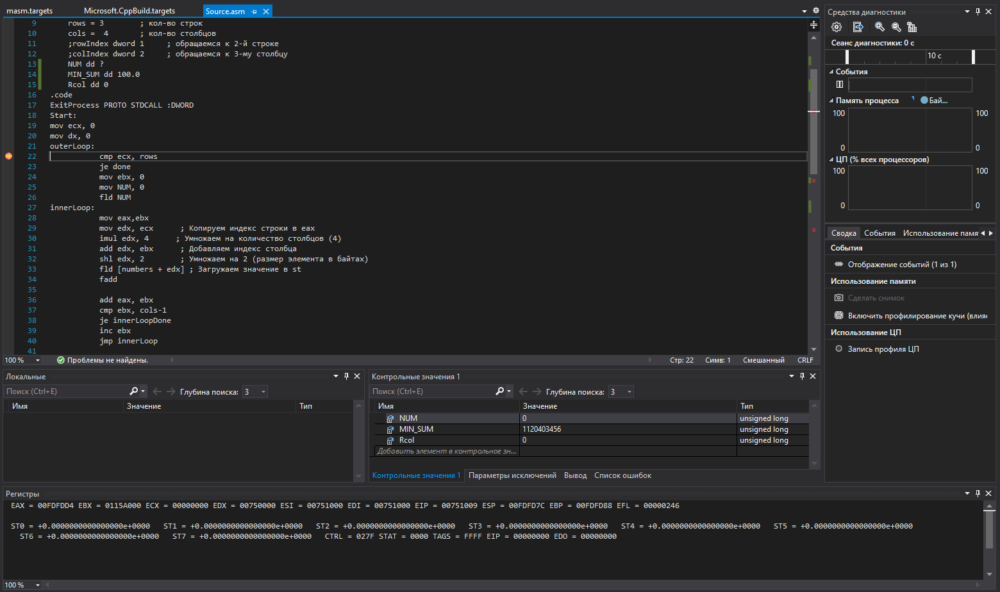 masm.targets Microsoft.CppBuild.targets Source.asm
9 rows = 3 ; кол-во строк
10 cols = 4 ; кол-во столбцов
11 ;rowIndex dword 1 ; обращаемся к 2-й строке
12 ;colIndex dword 2 ; обращаемся к 3-му столбцу
13 NUM dd ?
14 MIN_SUM dd 100.0
15 Rcol dd 0
16 .code
17 ExitProcess PROTO STDCALL :DWORD
18 Start:
19 mov ecx, 0
20 mov dx, 0
21 outerLoop:
22 cmp ecx, rows
23 je done
24 mov ebx, 0
25 mov NUM, 0
26 fld NUM
27 innerLoop:
28 mov eax,ebx
29 mov edx, ecx ; Копируем индекс строки в eax
30 imul edx, 4 ; Умножаем на количество столбцов (4)
31 add edx, ebx ; Добавляем индекс столбца
32 shl edx, 2 ; Умножаем на 2 (размер элемента в байтах)
33 fld [numbers + edx] ; Загружаем значение в st
34 fadd
35
36 add eax, ebx
37 cmp ebx, cols-1
38 je innerLoopDone
39 inc ebx
40 jmp innerLoop
41
100 % Проблемы не найдены. Стр: 22 Симв: 1 Смешанный CRLF
Средства диагностики
Сеанс диагностики: 0 с
10 с
События
Память процесса Бай...
100 100
0 0
ЦП (% всех процессоров)
100 100
0 0
Сводка События Использование памя
События
Отображение событий (1 из 1)
Использование памяти
Сделать снимок
Включить профилирование кучи (влия
Использование ЦП
Запись профиля ЦП
Локальные
Поиск (Ctrl+E) Глубина поиска: 3
Имя Значение Тип
Контрольные значения 1
Поиск (Ctrl+E) Глубина поиска: 3
Имя Значение Тип
NUM 0 unsigned long
MIN_SUM 1120403456 unsigned long
Rcol 0 unsigned long
Добавить элемент в контрольное зн...
Контрольные значения 1 Параметры исключений Вывод Список ошибок
Регистры
EAX = 00FDFDD4 EBX = 0115A000 ECX = 00000000 EDX = 00750000 ESI = 00751000 EDI = 00751000 EIP = 00751009 ESP = 00FDFD7C EBP = 00FDFD88 EFL = 00000246
ST0 = +0.0000000000000000e+0000 ST1 = +0.0000000000000000e+0000 ST2 = +0.0000000000000000e+0000 ST3 = +0.0000000000000000e+0000 ST4 = +0.0000000000000000e+0000 ST5 = +0.0000000000000000e+0000
ST6 = +0.0000000000000000e+0000 ST7 = +0.0000000000000000e+0000 CTRL = 027F STAT = 0000 TAGS = FFFF EIP = 00000000 EDO = 00000000
100 %